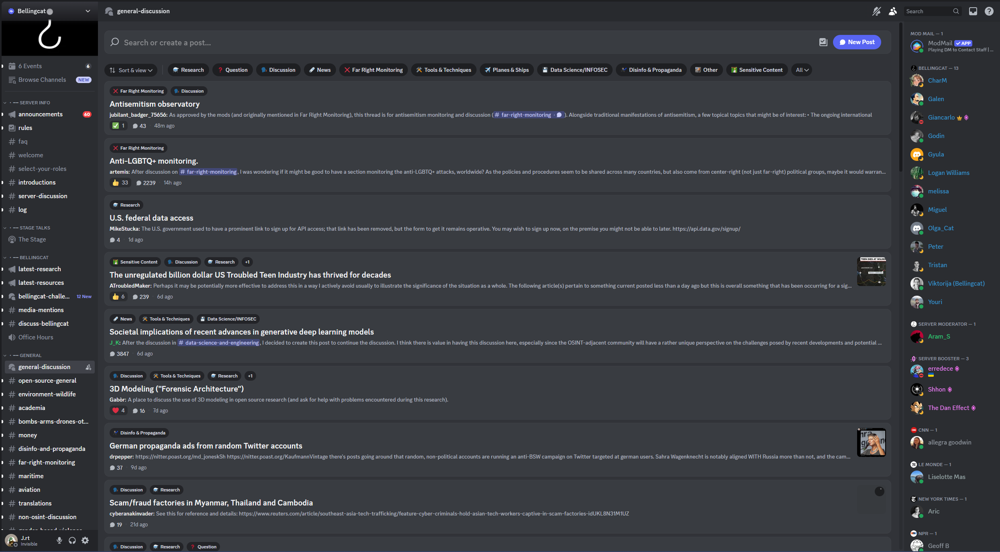 Bellingcat
6 Events
6
Browse Channels
NEW
SERVER INFO
announcements
60
rules
faq
welcome
select-your-roles
introductions
server-discussion
log
STAGE TALKS
The Stage
BELLINGCAT
latest-research
latest-resources
bellingcat-challe...
12 New
media-mentions
discuss-bellingcat
Office Hours
GENERAL
general-discussion
open-source-general
environment-wildlife
academia
bombs-arms-drones-ot...
money
disinfo-and-propaganda
far-right-monitoring
maritime
aviation
translations
non-osint-discussion
J.rt
Invisible
general-discussion
Search
Search or create a post...
New Post
Sort & view
Research
Question
Discussion
News
Far Right Monitoring
Tools & Techniques
Planes & Ships
Data Science/INFOSEC
Disinfo & Propaganda
Other
Sensitive Content
All
Far Right Monitoring Discussion
Antisemitism observatory
jubilant_badger_75656: As approved by the mods (and originally mentioned in Far Right Monitoring), this thread is for antisemitism monitoring and discussion ( # far-right-monitoring › ). Alongside traditional manifestations of antisemitism, a few topical topics that might be of interest: • The ongoing international
1 43 · 48m ago
Far Right Monitoring
Anti-LGBTQ+ monitoring.
artemis: After discussion on # far-right-monitoring, I was wondering if it might be good to have a section monitoring the anti-LGBTQ+ attacks, worldwide? As the policies and procedures seem to be shared across many countries, but also come from center-right (not just far-right) political groups, maybe it would warran...
33 2239 · 14h ago
Research
U.S. federal data access
MikeStucka: The U.S. government used to have a prominent link to sign up for API access; that link has been removed, but the form to get it remains operative. You may wish to sign up now, on the premise you might not be able to later. https://api.data.gov/signup/
4 · 1d ago
Sensitive Content Discussion Research +1
The unregulated billion dollar US Troubled Teen Industry has thrived for decades
ATroubledMaker: Perhaps it may be potentially more effective to address this in a way I actively avoid usually to illustrate the significance of the situation as a whole. The following article(s) pertain to something current posted less than a day ago but this is overall something that has been occurring for a sig...
6 239 · 6d ago
TEEN DIES AT WILDER
JACKSON CO
TRAILS CAROLINA
News Tools & Techniques Data Science/INFOSEC
Societal implications of recent advances in generative deep learning models
J_K: After the discussion in # data-science-and-engineering, I decided to create this post to continue the discussion. I think there is value in having this discussion here, especially since the OSINT-adjacent community will have a rather unique perspective on the challenges posed by recent developments and potential ...
3847 · 6d ago
Discussion Tools & Techniques Research +1
3D Modeling ("Forensic Architecture")
Gabòr: A place to discuss the use of 3D modeling in open source research (and ask for help with problems encountered during this research).
4 16 · 7d ago
Disinfo & Propaganda
German propaganda ads from random Twitter accounts
drpepper: https://nitter.poast.org/md_joneskSh https://nitter.poast.org/KaufmannVintage there's posts going around that random, non-political accounts are running an anti-BSW campaign on Twitter targeted at german users. Sahra Wagenknecht is notably aligned WITH Russia more than not, and the cam...
37 · 9d ago
Discussion Research
Scam/fraud factories in Myanmar, Thailand and Cambodia
cyberanakinvader: See this for reference and details: https://www.reuters.com/article/southeast-asia-tech-trafficking/feature-cyber-criminals-hold-asian-tech-workers-captive-in-scam-factories-idUKL8N31M1UZ
19 · 21d ago
Discussion Research Question
MOD MAIL — 1
ModMail APP
Playing DM to Contact Staff | ...
BELLINGCAT — 13
CharM
Galen
Giancarlo
Godin
Gyula
Logan Williams
melissa
Miguel
Olga_Cat
Peter
Tristan
Viktorija (Bellingcat)
Youri
SERVER MODERATOR — 1
Aram_S
SERVER BOOSTER — 3
erredece
Shhon
The Dan Effect
CNN — 1
allegra goodwin
LE MONDE — 1
Liselotte Mas
NEW YORK TIMES — 1
Aric
NPR — 1
Geoff B